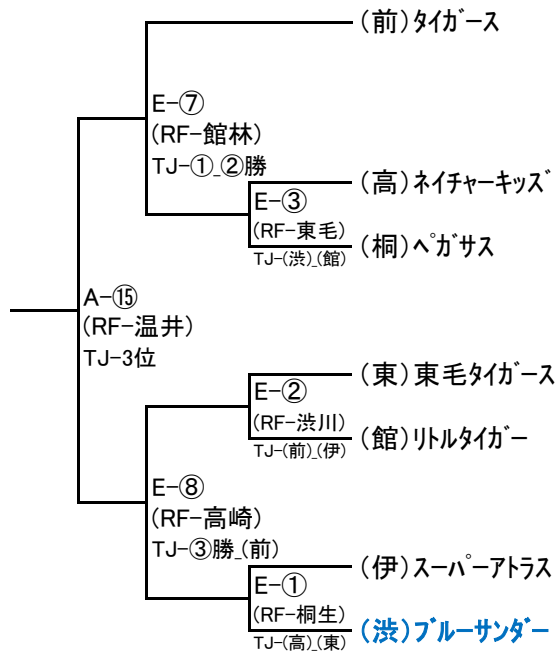 (前)タイガース
E-⑦
(RF-館林)
TJ-①_②勝
(高)ネイチャーキッズ
E-③
(RF-東毛)
TJ-(渋)_(館)
(桐)ペガサス
A-⑮
(RF-温井)
TJ-3位
(東)東毛タイガース
E-②
(RF-渋川)
TJ-(前)_(伊)
(館)リトルタイガー
E-⑧
(RF-高崎)
TJ-③勝_(前)
(伊)スーパーアトラス
E-①
(RF-桐生)
TJ-(高)_(東)
(渋)ブルーサンダー